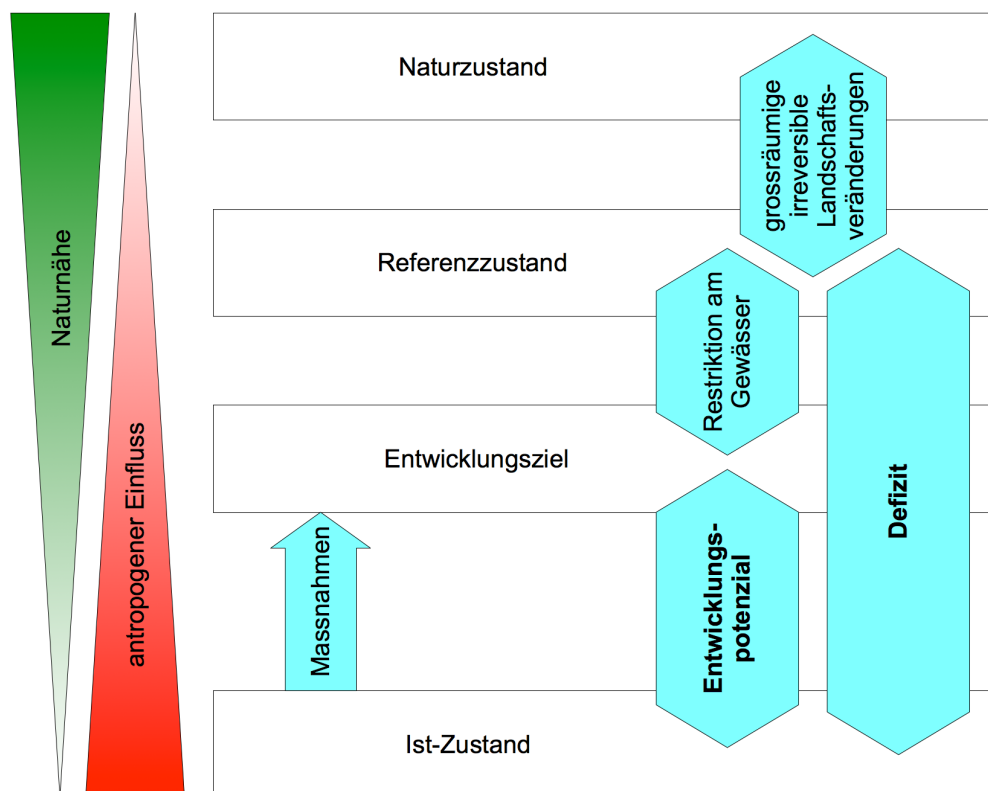 Naturzustand
grossräumige
irreversible
Landschafts-
veränderungen
Naturnähe
Referenzzustand
Restriktion am
Gewässer
antropogener Einfluss
Entwicklungsziel
Defizit
Massnahmen
Entwicklungs-
potenzial
Ist-Zustand